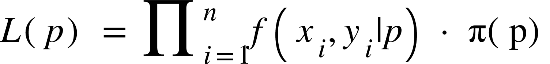 L( p) = ∏ⁿᵢ₌₁ f( xᵢ, yᵢ|p) · π( p)